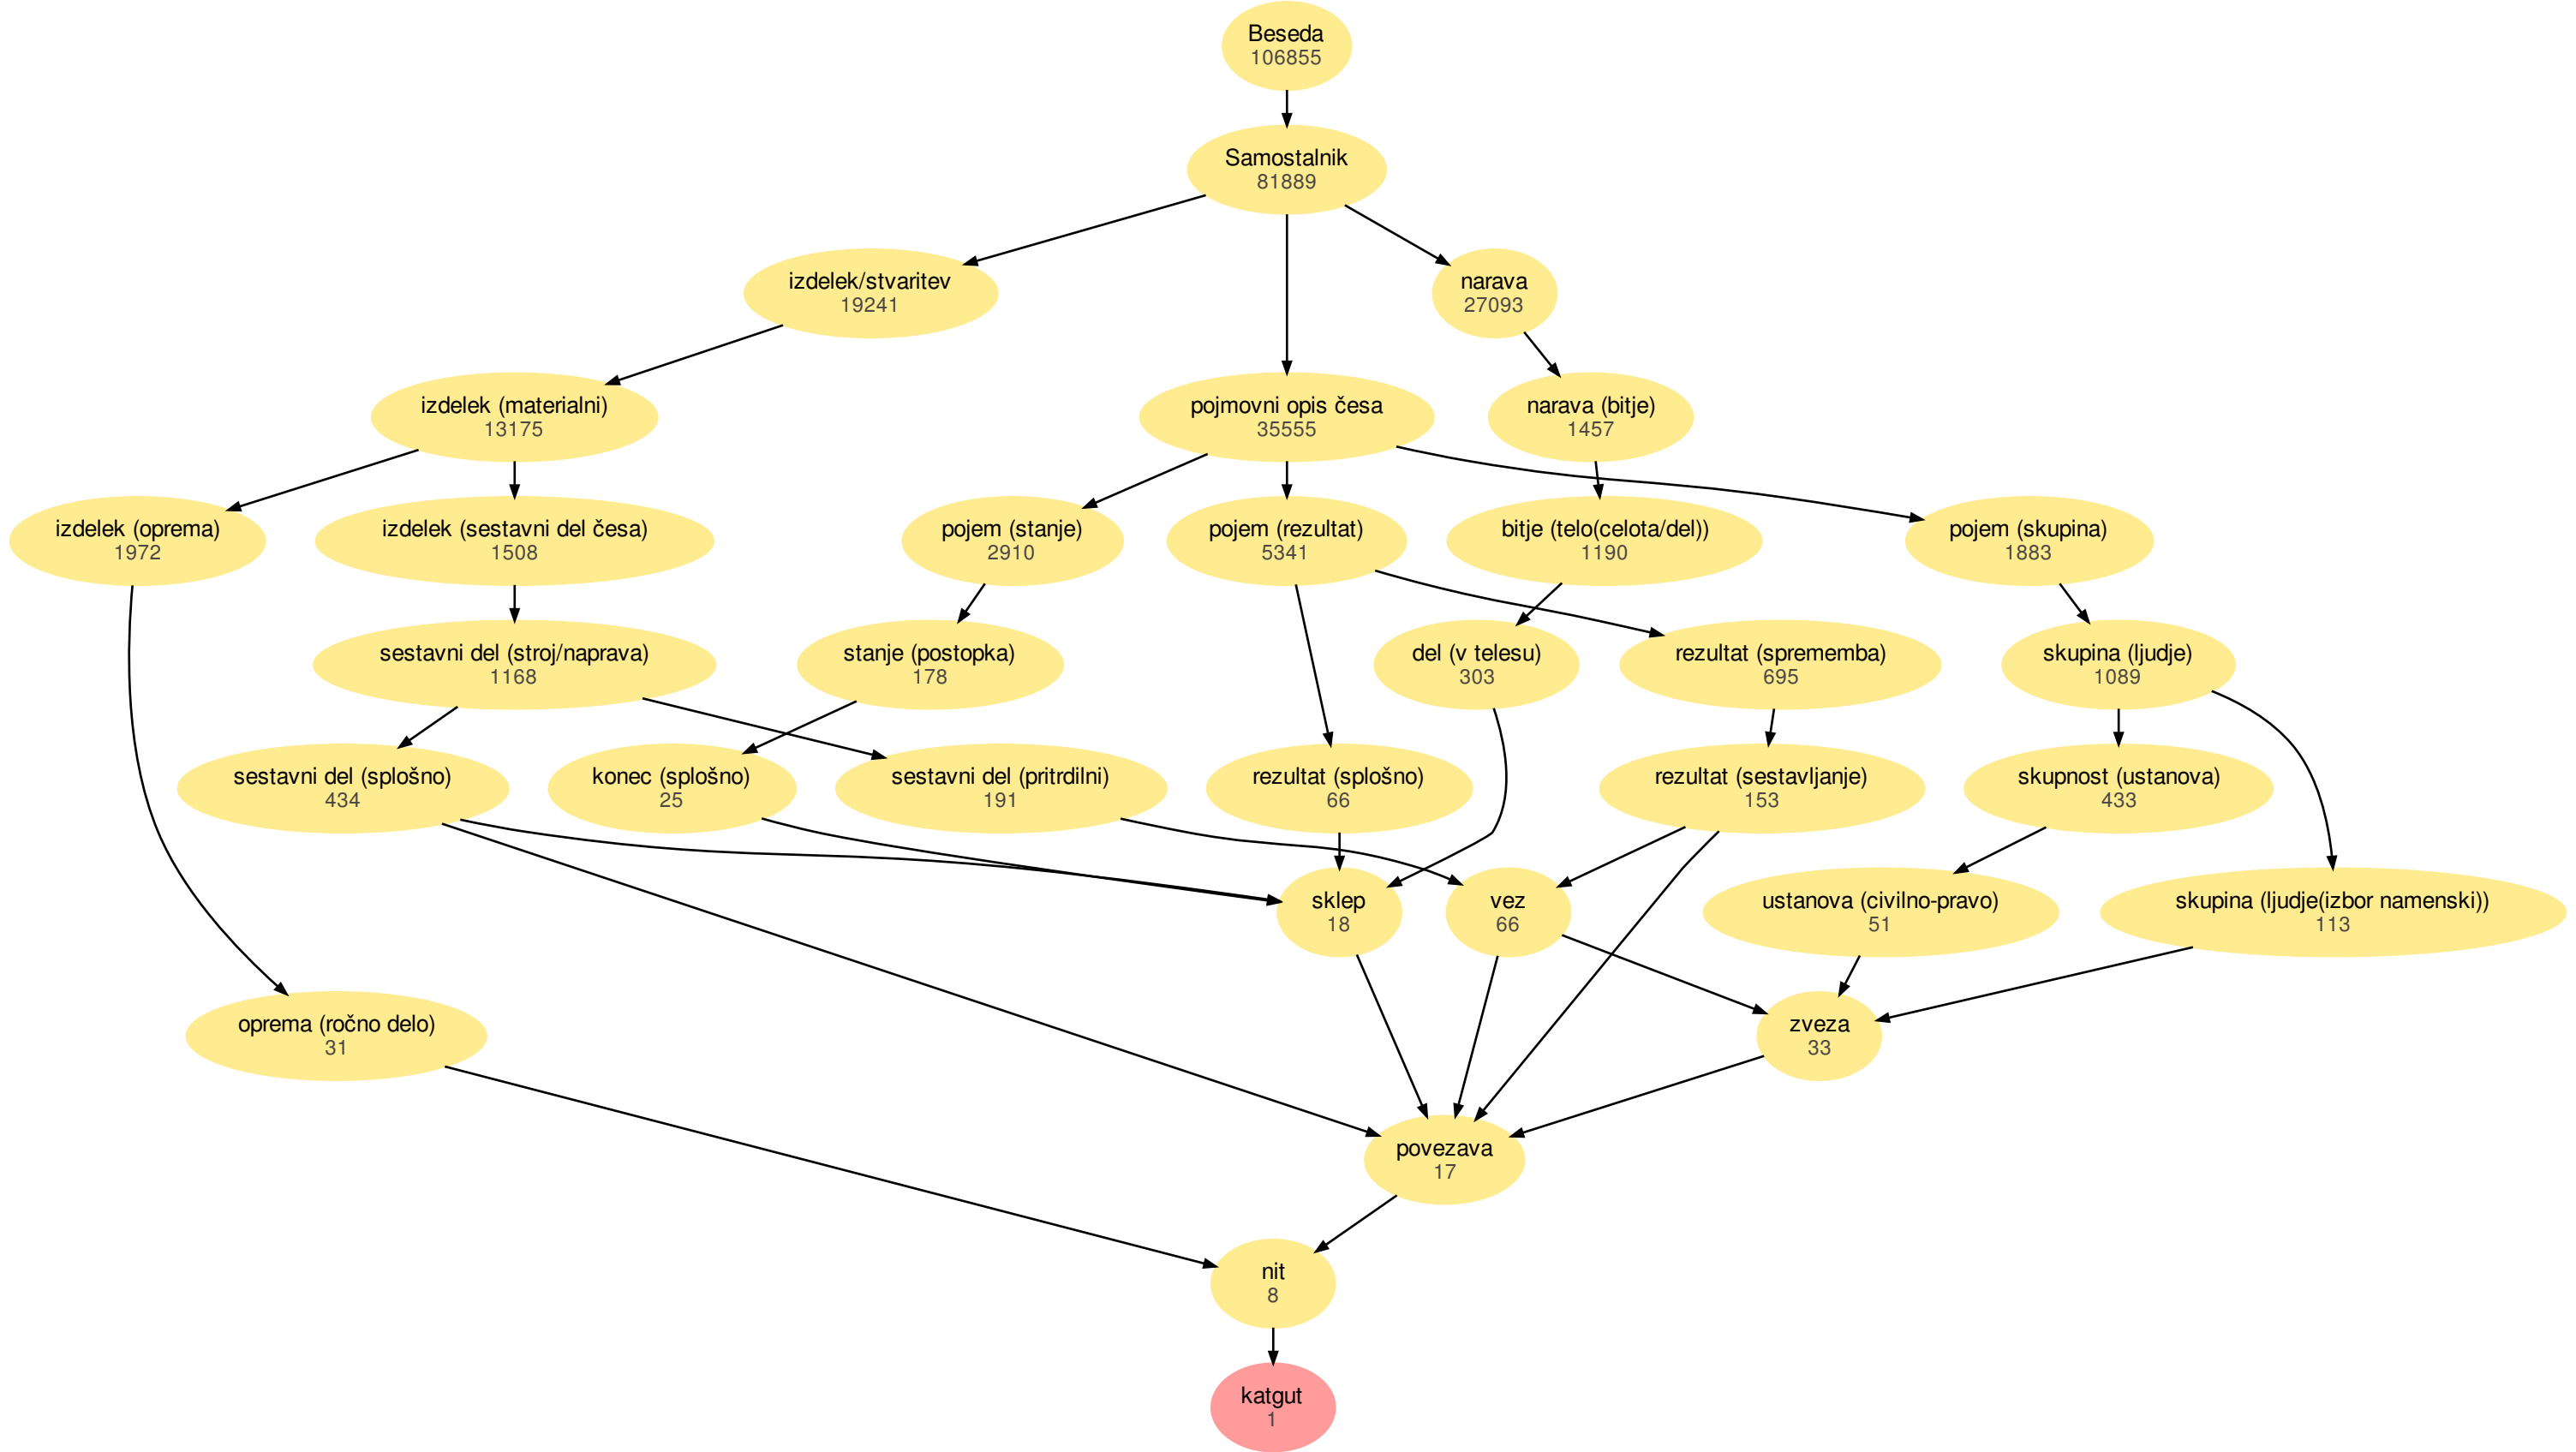 Beseda
106855
Samostalnik
81889
izdelek/stvaritev
19241
narava
27093
izdelek (materialni)
13175
pojmovni opis česa
35555
narava (bitje)
1457
izdelek (oprema)
1972
izdelek (sestavni del česa)
1508
pojem (stanje)
2910
pojem (rezultat)
5341
bitje (telo(celota/del))
1190
pojem (skupina)
1883
sestavni del (stroj/naprava)
1168
stanje (postopka)
178
del (v telesu)
303
rezultat (sprememba)
695
skupina (ljudje)
1089
sestavni del (splošno)
434
konec (splošno)
25
sestavni del (pritrdilni)
191
rezultat (splošno)
66
rezultat (sestavljanje)
153
skupnost (ustanova)
433
sklep
18
vez
66
ustanova (civilno-pravo)
51
skupina (ljudje(izbor namenski))
113
oprema (ročno delo)
31
zveza
33
povezava
17
nit
8
katgut
1